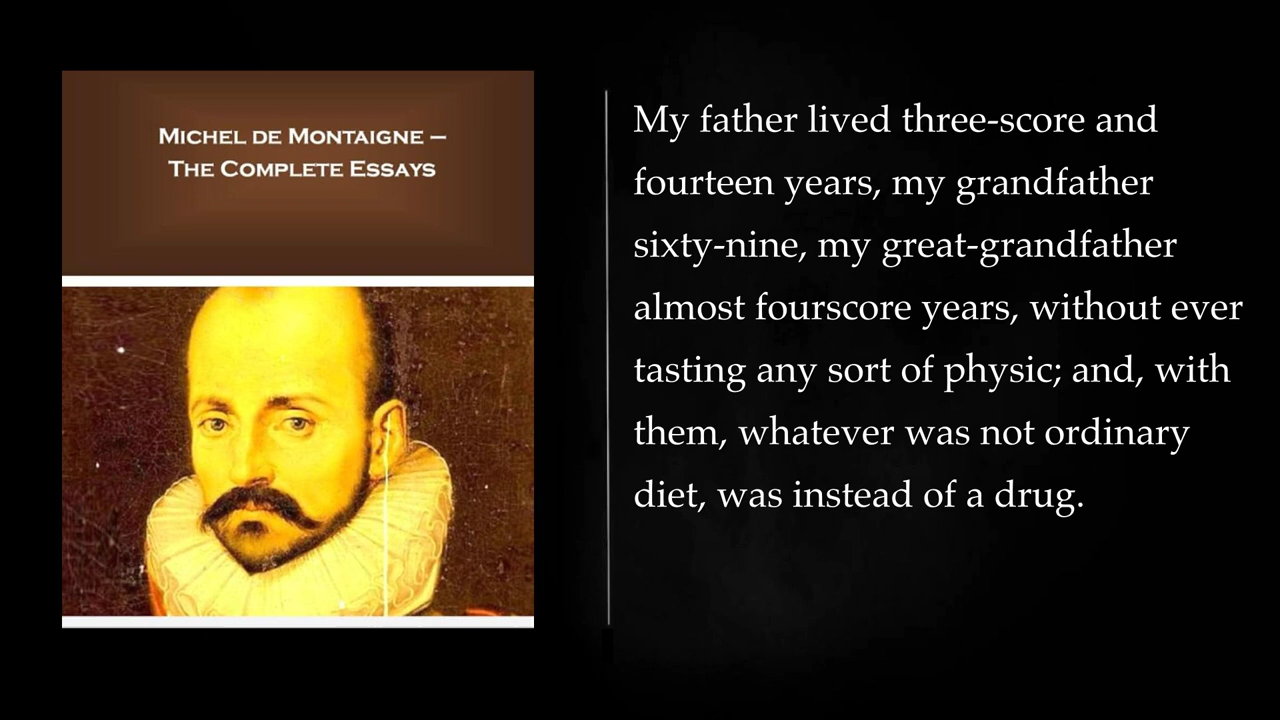 MICHEL DE MONTAIGNE –
THE COMPLETE ESSAYS
My father lived three-score and
fourteen years, my grandfather
sixty-nine, my great-grandfather
almost fourscore years, without ever
tasting any sort of physic; and, with
them, whatever was not ordinary
diet, was instead of a drug.